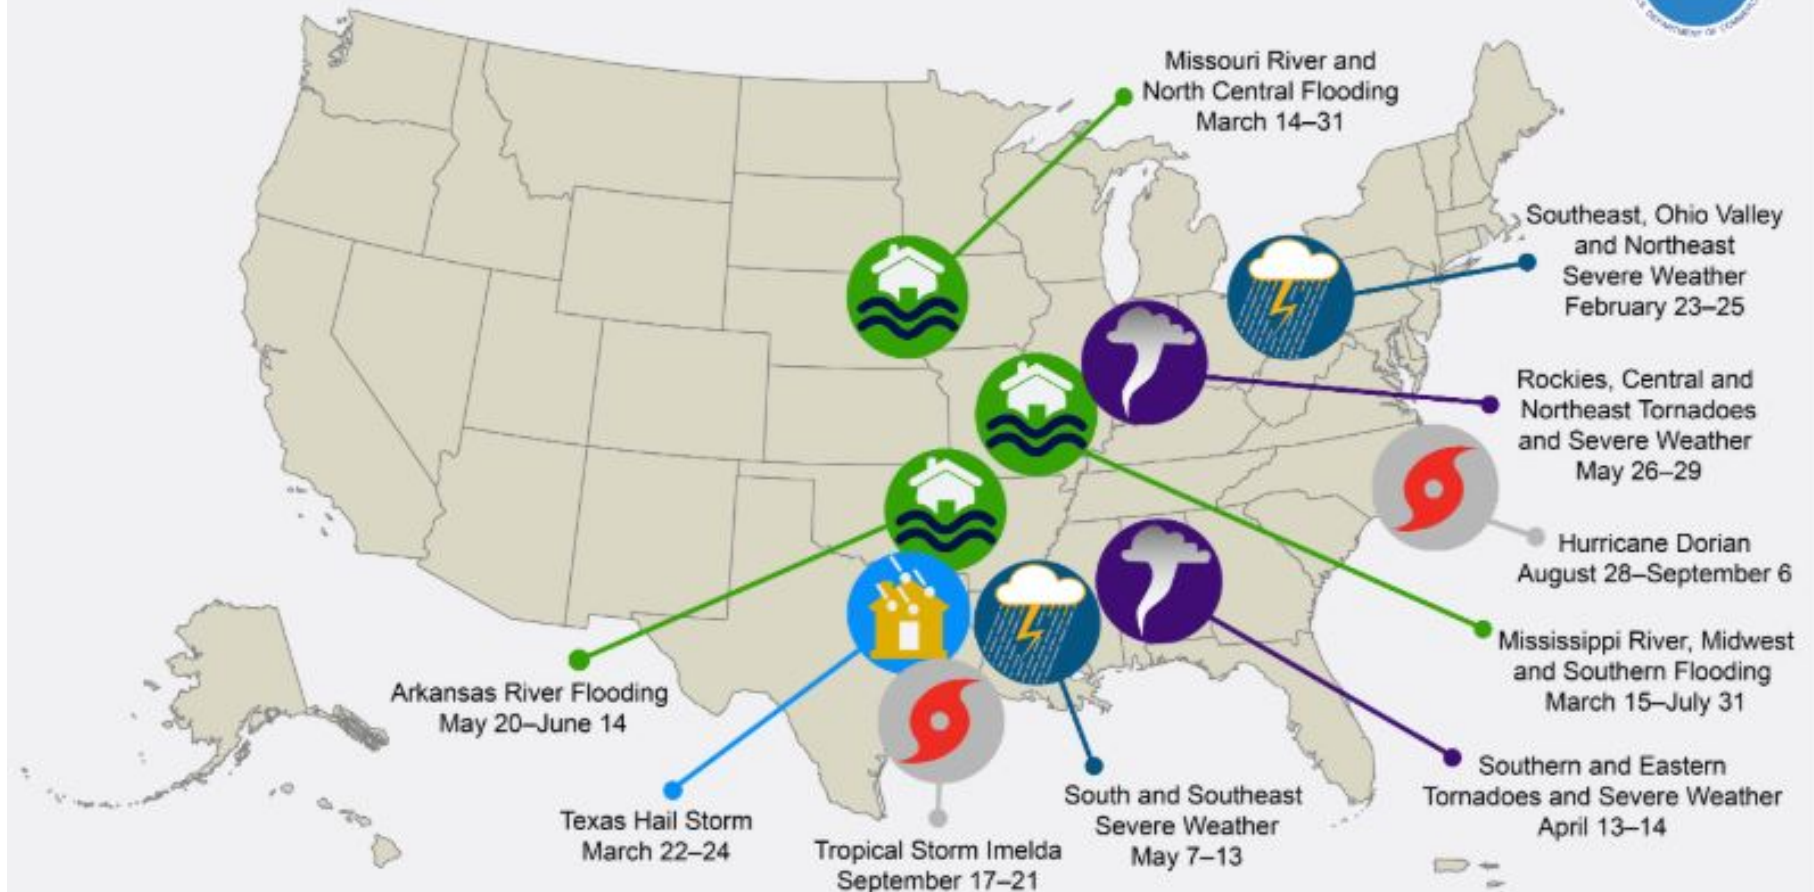 DEPARTMENT OF COMMERCE
Missouri River and
North Central Flooding
March 14–31
Southeast, Ohio Valley
and Northeast
Severe Weather
February 23–25
Rockies, Central and
Northeast Tornadoes
and Severe Weather
May 26–29
Hurricane Dorian
August 28–September 6
Mississippi River, Midwest
and Southern Flooding
March 15–July 31
Arkansas River Flooding
May 20–June 14
Southern and Eastern
Tornadoes and Severe Weather
April 13–14
South and Southeast
Severe Weather
May 7–13
Texas Hail Storm
March 22–24
Tropical Storm Imelda
September 17–21